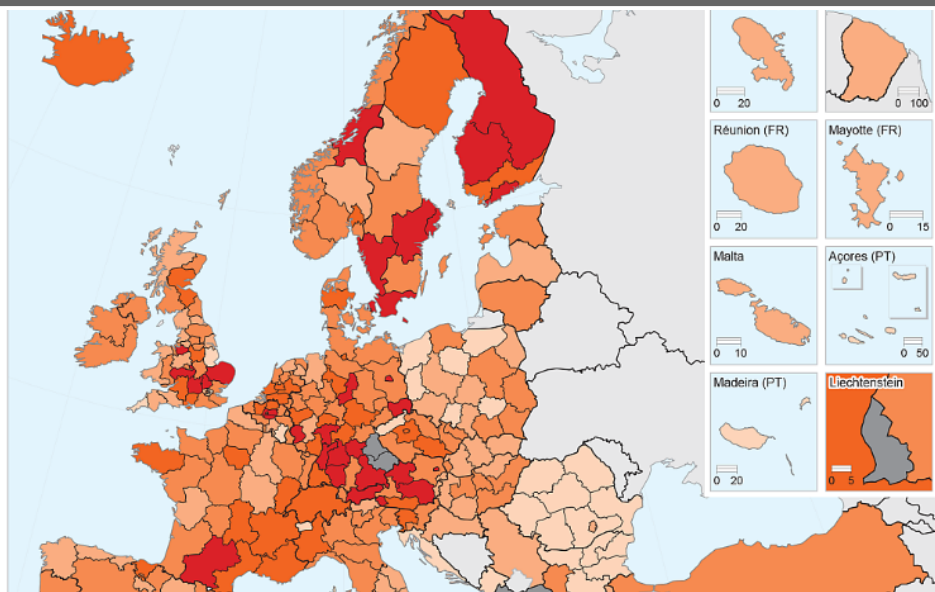 0 20
0 100
Réunion (FR)
Mayotte (FR)
0 20
0 15
Malta
Açores (PT)
0 10
0 50
Madeira (PT)
Liechtenstein
0 20
0 5